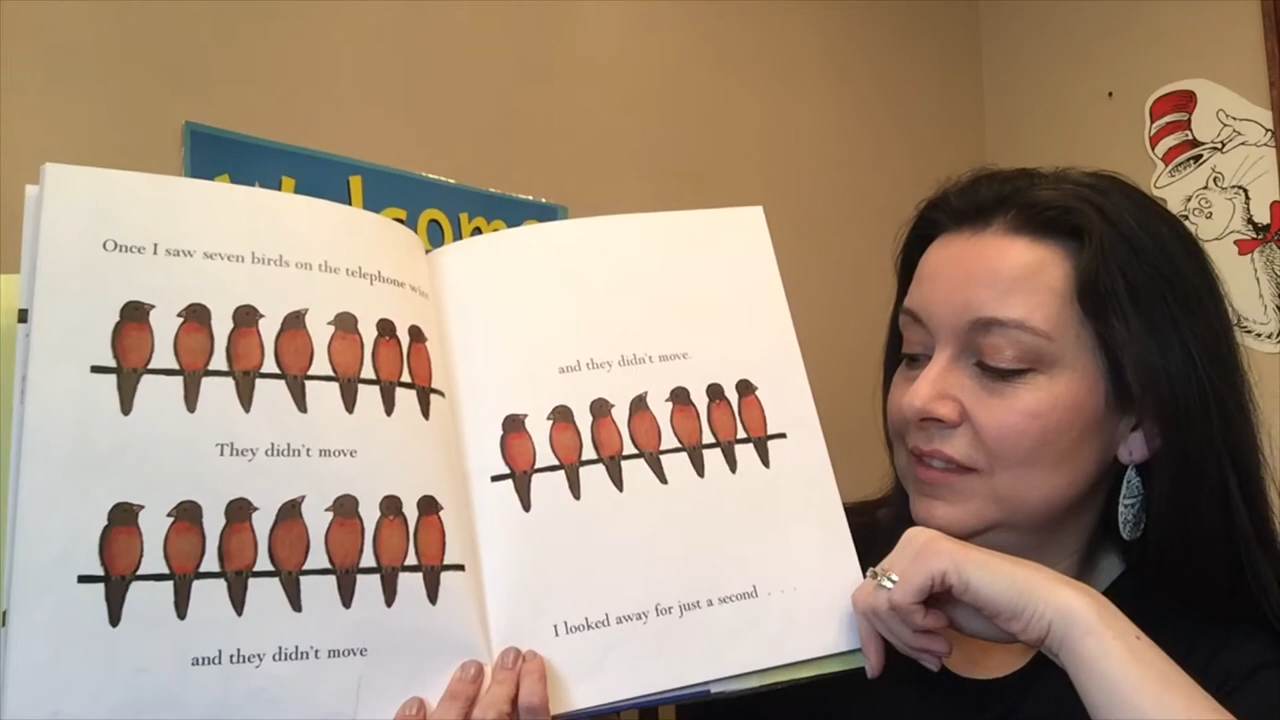 Welcome
Once I saw seven birds on the telephone wire
They didn't move
and they didn't move
and they didn't move.
I looked away for just a second . . .